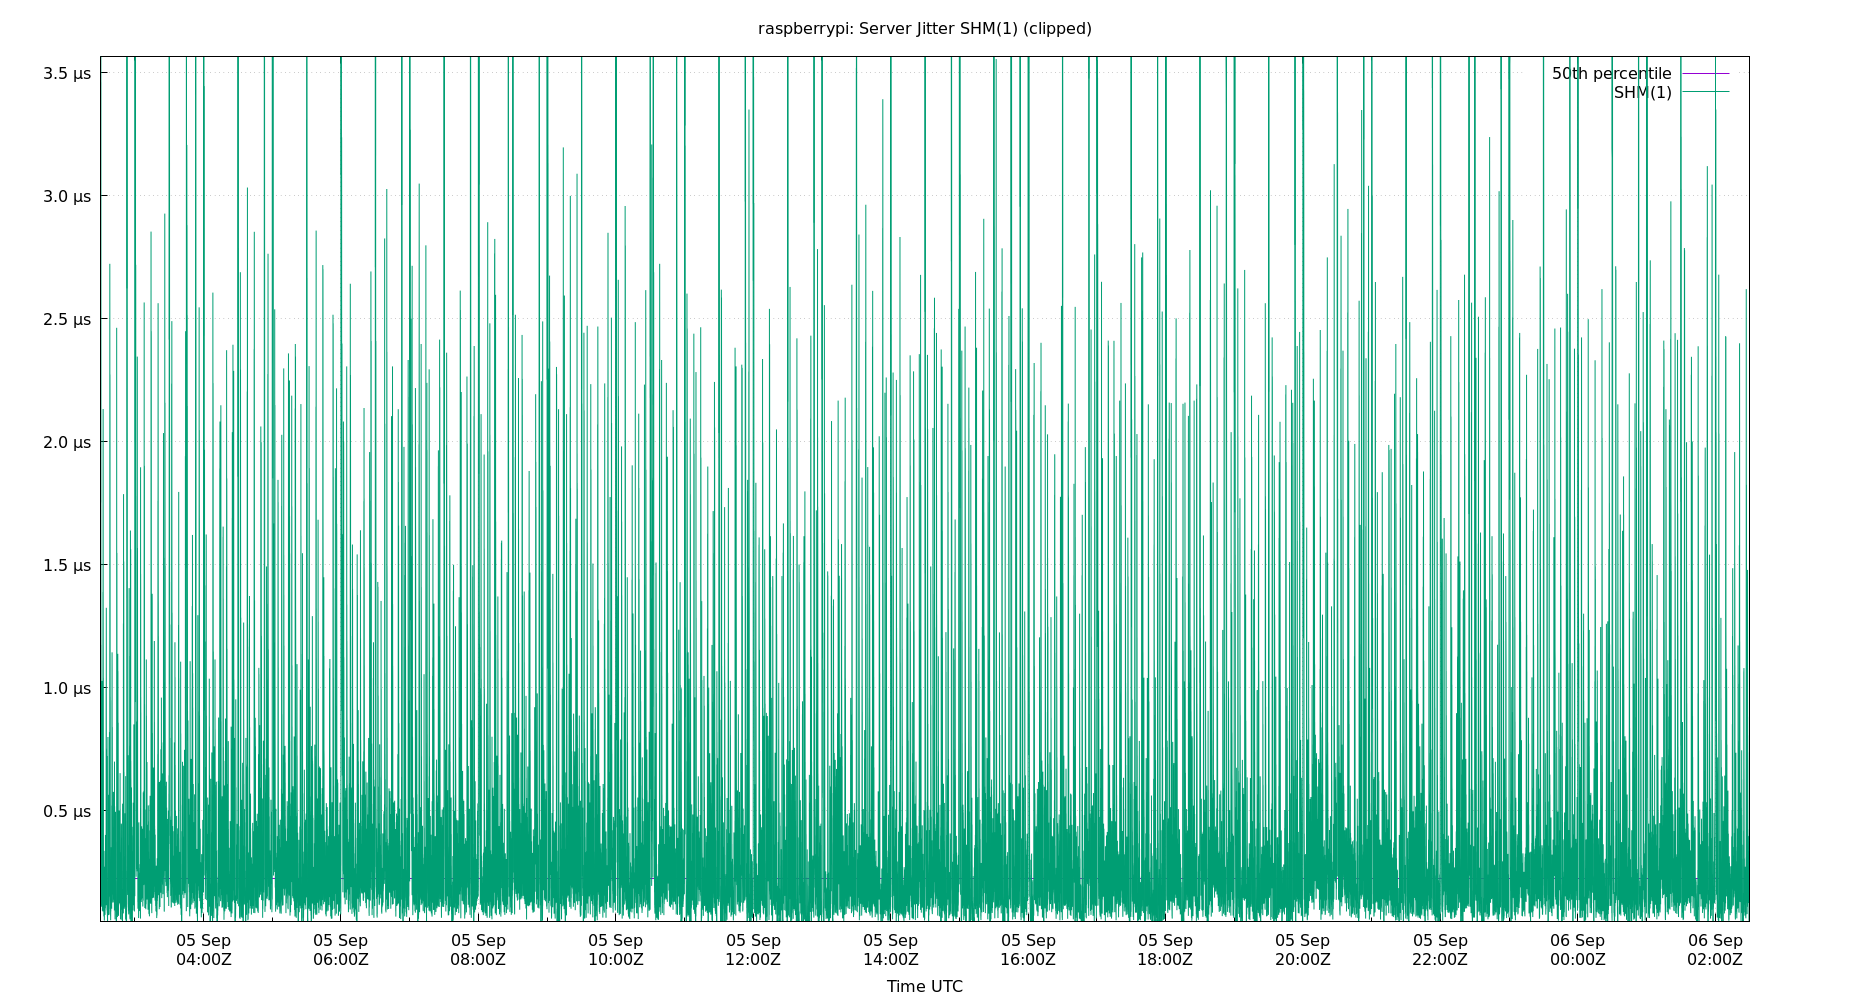 raspberrypi: Server Jitter SHM(1) (clipped)
3.5 μs
3.0 μs
2.5 μs
2.0 μs
1.5 μs
1.0 μs
0.5 μs
50th percentile
SHM(1)
05 Sep 05 Sep 05 Sep 05 Sep 05 Sep 05 Sep 05 Sep 05 Sep 05 Sep 05 Sep 06 Sep 06 Sep
04:00Z 06:00Z 08:00Z 10:00Z 12:00Z 14:00Z 16:00Z 18:00Z 20:00Z 22:00Z 00:00Z 02:00Z
Time UTC